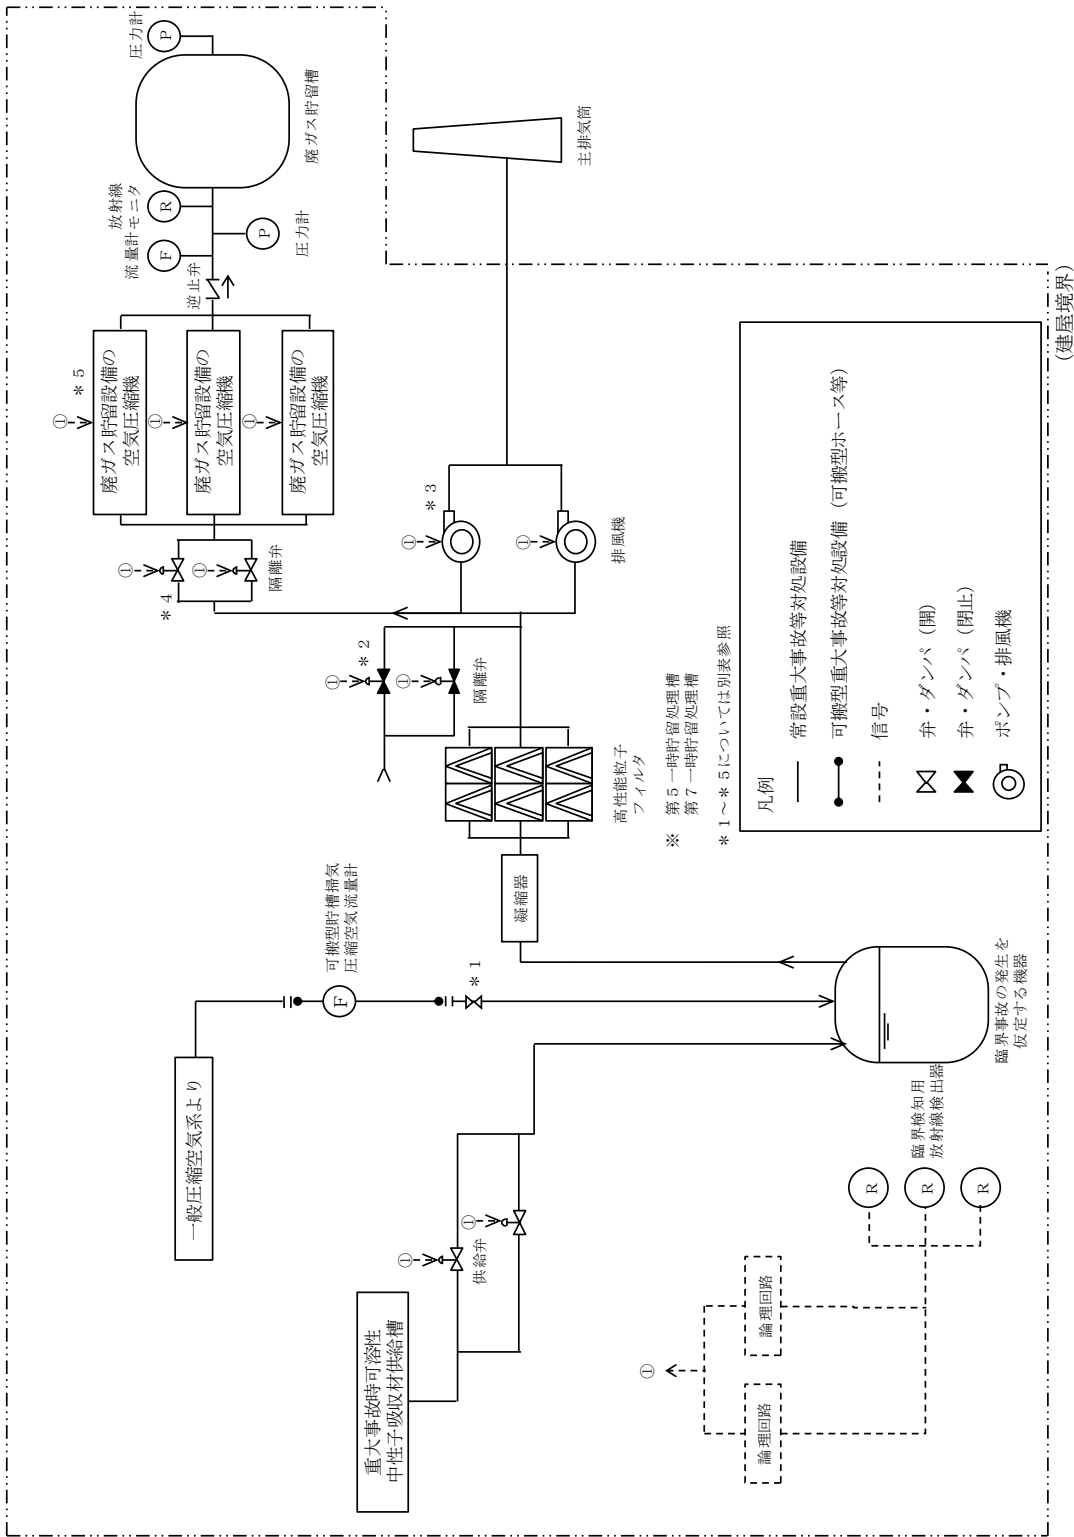 重大事故時可溶性
中性子吸収材供給槽
①
供給弁
①
一般圧縮空気系より
F
可搬型貯槽掃気
圧縮空気流量計
＊1
①
論理回路
論理回路
R
R
R
臨界検知用
放射線検出器
臨界事故の発生を
仮定する機器
凝縮器
高性能粒子
フィルタ
①
＊2
①
隔離弁
①
＊3
①
排風機
主排気筒
①
＊4
①
隔離弁
①
＊5
廃ガス貯留設備の
空気圧縮機
①
廃ガス貯留設備の
空気圧縮機
①
廃ガス貯留設備の
空気圧縮機
逆止弁
流量計
F
放射線
モニタ
R
P
圧力計
圧力計
P
廃ガス貯留槽
※　第5一時貯留処理槽
第7一時貯留処理槽
＊1～＊5については別表参照
凡例
常設重大事故等対処設備
可搬型重大事故等対処設備（可搬型ホース等）
信号
弁・ダンパ（開）
弁・ダンパ（閉止）
ポンプ・排風機
（建屋境界）